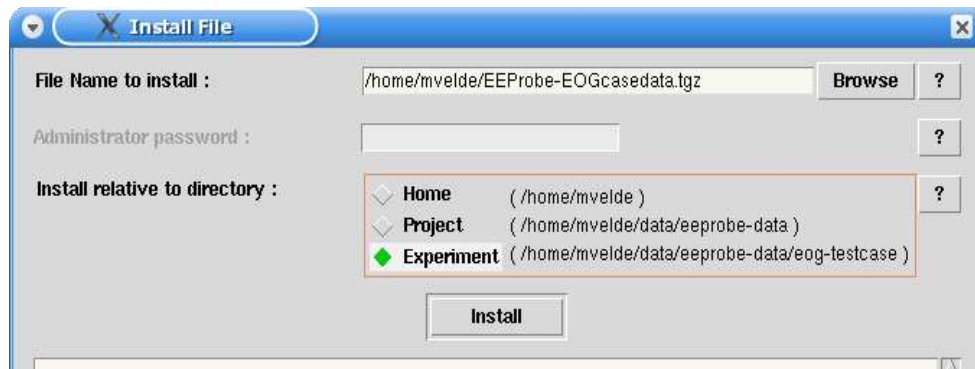 Install File
File Name to install : /home/mvelde/EEProbe-EOGcasedata.tgz Browse ?
Administrator password : ?
Install relative to directory : ?
Home ( /home/mvelde )
Project ( /home/mvelde/data/eeprobe-data )
Experiment ( /home/mvelde/data/eeprobe-data/eog-testcase )
Install